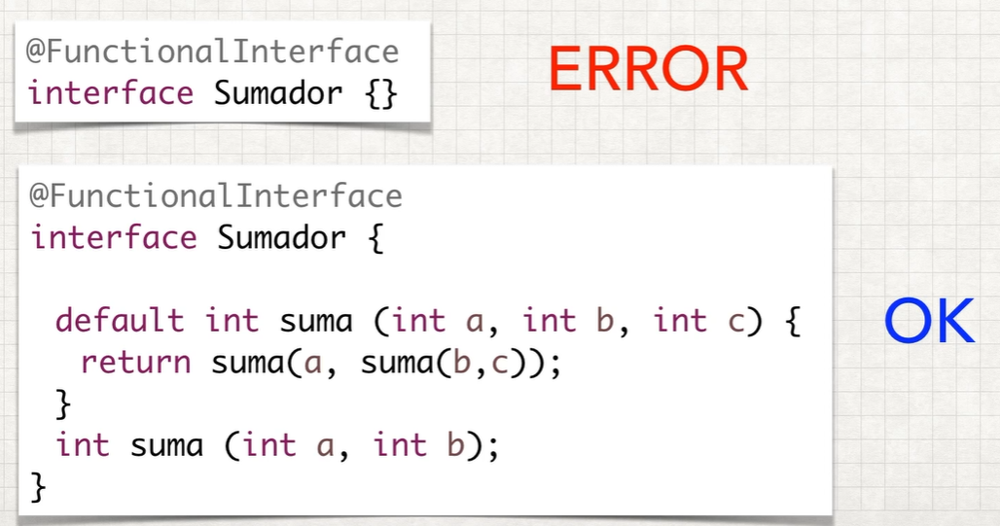 @FunctionalInterface
interface Sumador {}
ERROR
@FunctionalInterface
interface Sumador {
default int suma (int a, int b, int c) {
return suma(a, suma(b,c));
}
int suma (int a, int b);
}
OK